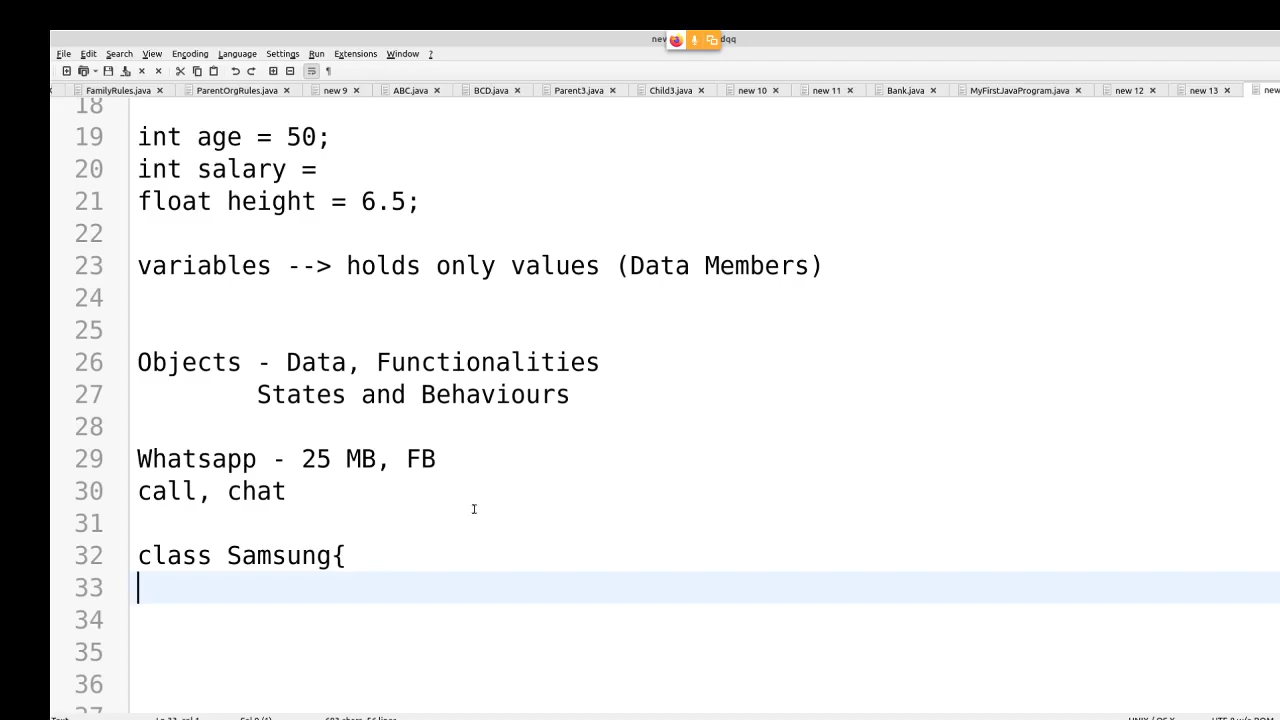 new dqq
File Edit Search View Encoding Language Settings Run Extensions Window ?
FamilyRules.java ParentOrgRules.java new 9 ABC.java BCD.java Parent3.java Child3.java new 10 new 11 Bank.java MyFirstJavaProgram.java new 12 new 13 new
18
19 int age = 50;
20 int salary =
21 float height = 6.5;
22
23 variables --> holds only values (Data Members)
24
25
26 Objects - Data, Functionalities
27 States and Behaviours
28
29 Whatsapp - 25 MB, FB
30 call, chat
31
32 class Samsung{
33
34
35
36